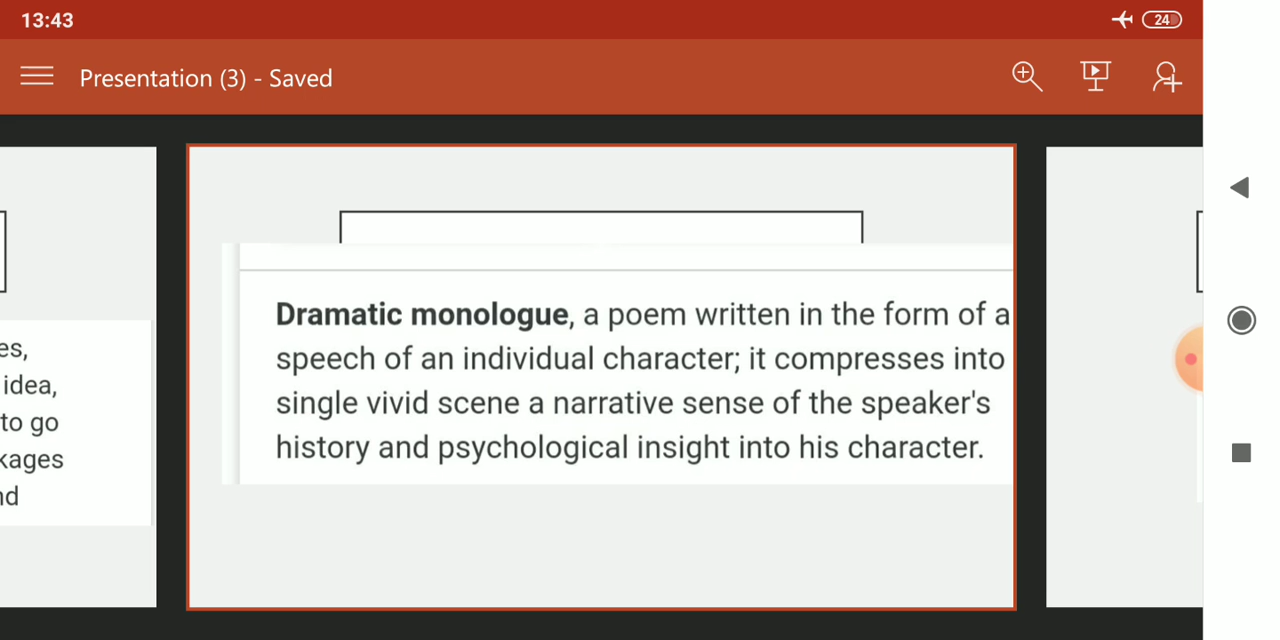 13:43
24
Presentation (3) - Saved
es,
idea,
to go
kages
nd
Dramatic monologue, a poem written in the form of a
speech of an individual character; it compresses into
single vivid scene a narrative sense of the speaker's
history and psychological insight into his character.